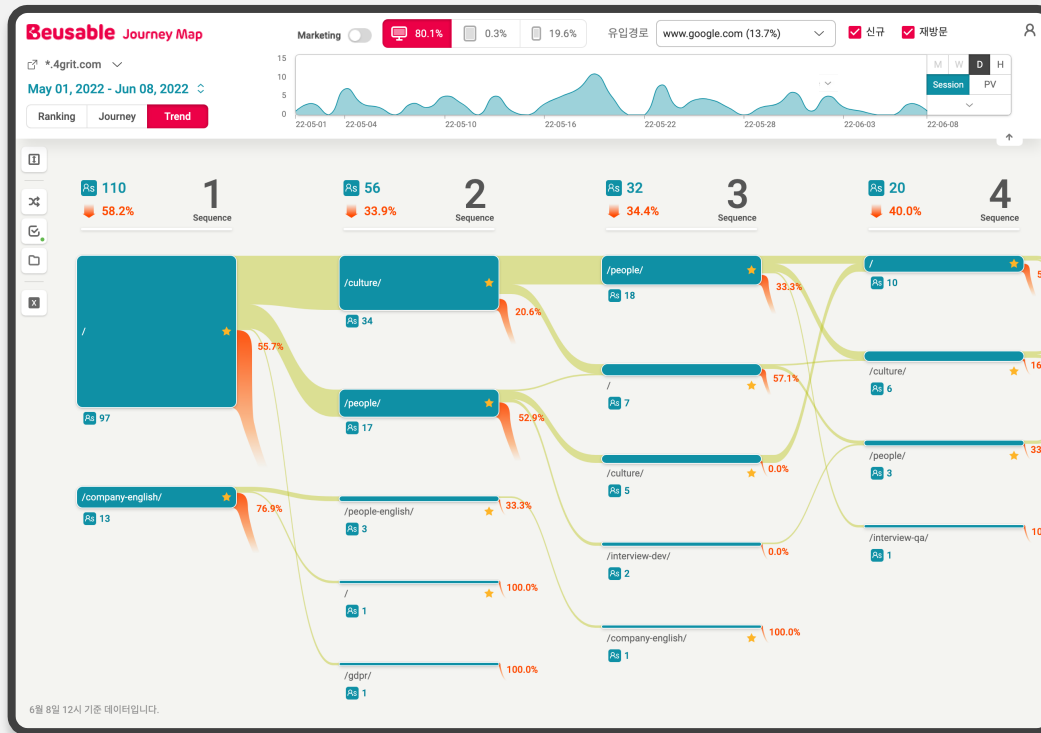 Beusable Journey Map
Marketing
80.1%
0.3%
19.6%
유입경로
www.google.com (13.7%)
신규
재방문
*.4grit.com
May 01, 2022 - Jun 08, 2022
Ranking
Journey
Trend
15
10
5
0
22-05-01
22-05-04
22-05-10
22-05-16
22-05-22
22-05-28
22-06-03
22-06-08
M
W
D
H
Session
PV
110
58.2%
1
Sequence
56
33.9%
2
Sequence
32
34.4%
3
Sequence
20
40.0%
4
Sequence
/
55.7%
97
/company-english/
76.9%
13
/culture/
20.6%
34
/people/
52.9%
17
/people-english/
33.3%
3
/
100.0%
1
/gdpr/
100.0%
1
/people/
33.3%
18
/
57.1%
7
/culture/
0.0%
5
/interview-dev/
0.0%
2
/company-english/
100.0%
1
/
10
/culture/
6
/people/
3
/interview-qa/
1
X
6월 8일 12시 기준 데이터입니다.